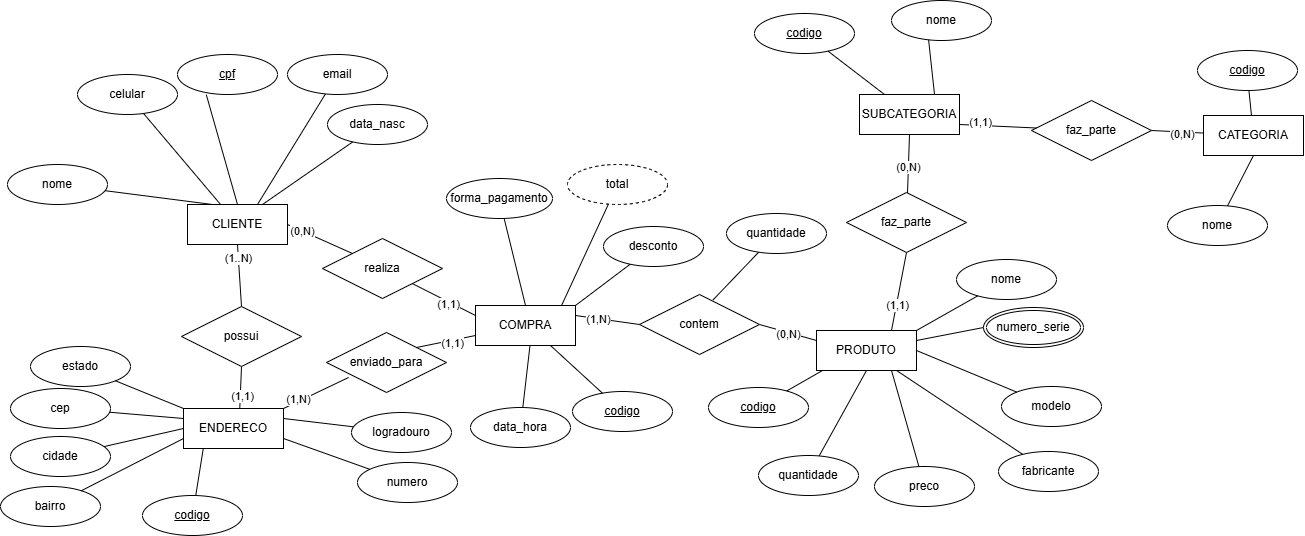 codigo
nome
cpf
email
celular
data_nasc
nome
CLIENTE
(0,N)
(1..N)
realiza
(1,1)
possui
(1,1)
enviado_para
(1,1)
(1,N)
estado
cep
cidade
bairro
codigo
ENDERECO
logradouro
numero
forma_pagamento
total
desconto
COMPRA
data_hora
codigo
(1,N)
contem
quantidade
(0,N)
PRODUTO
nome
numero_serie
modelo
fabricante
preco
quantidade
codigo
(1,1)
faz_parte
(0,N)
SUBCATEGORIA
(1,1)
faz_parte
(0,N)
CATEGORIA
codigo
nome